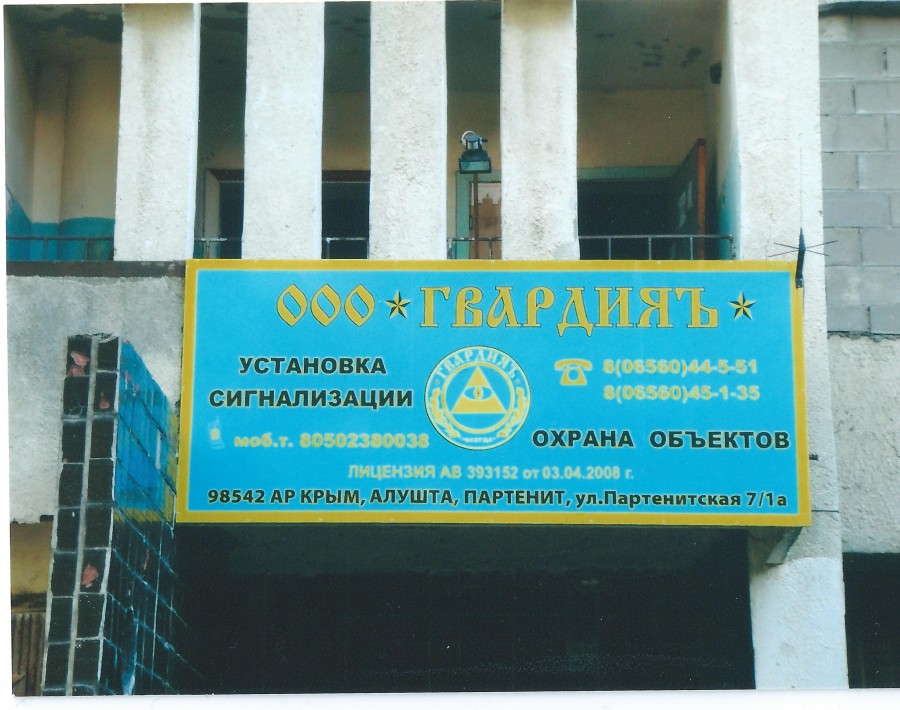 ООО ★ ГВАРДИЯЪ ★
УСТАНОВКА
СИГНАЛИЗАЦИИ
моб.т. 80502380038
ГВАРДИЯЪ
8(06560)44-5-51
8(06560)45-1-35
ОХРАНА ОБЪЕКТОВ
ЛИЦЕНЗИЯ АВ 393152 от 03.04.2008 г.
98542 АР КРЫМ, АЛУШТА, ПАРТЕНИТ, ул.Партенитская 7/1а